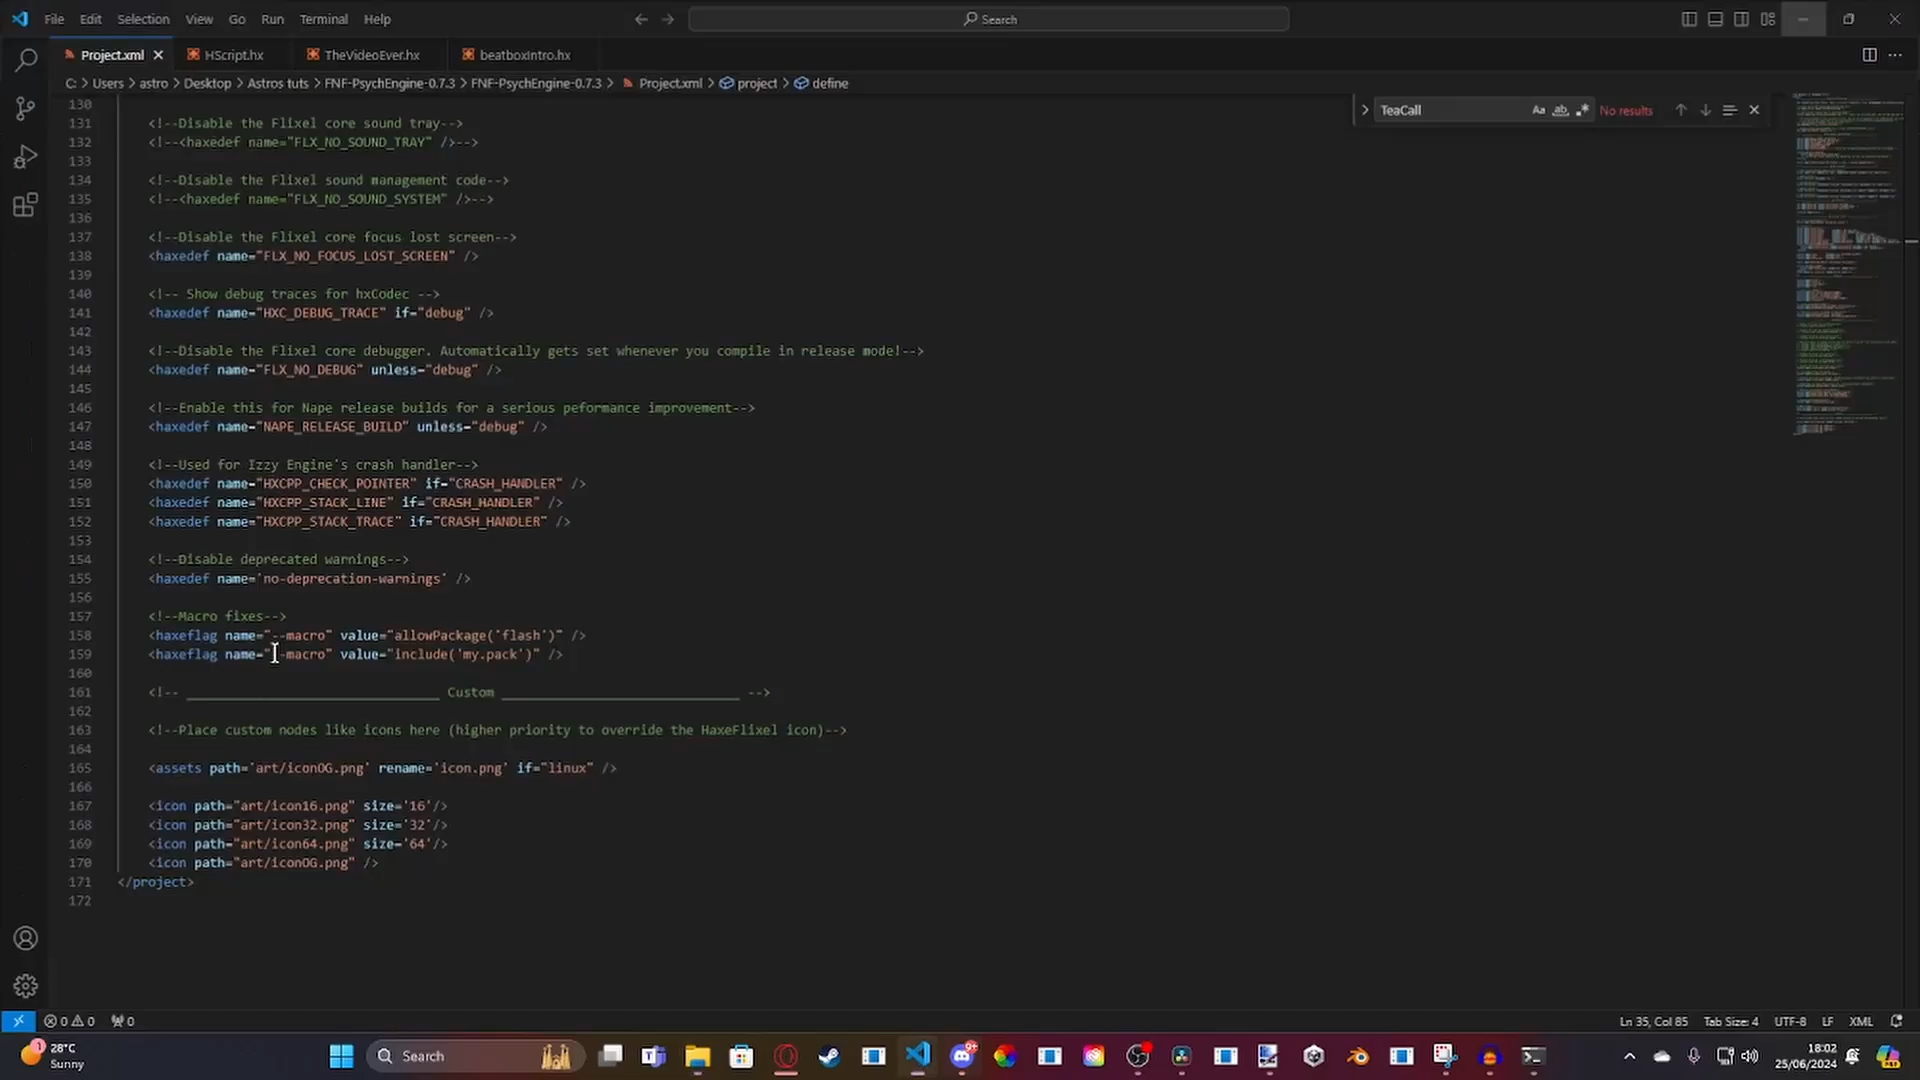 File Edit Selection View Go Run Terminal Help
Search
Project.xml HScript.hx TheVideoEver.hx beatboxIntro.hx
C: > Users > astro > Desktop > Astros tuts > FNF-PsychEngine-0.7.3 > FNF-PsychEngine-0.7.3 > Project.xml > project > define
TeaCall Aa ab .* No results
130
131 <!--Disable the Flixel core sound tray-->
132 <!--<haxedef name="FLX_NO_SOUND_TRAY" />-->
133
134 <!--Disable the Flixel sound management code-->
135 <!--<haxedef name="FLX_NO_SOUND_SYSTEM" />-->
136
137 <!--Disable the Flixel core focus lost screen-->
138 <haxedef name="FLX_NO_FOCUS_LOST_SCREEN" />
139
140 <!-- Show debug traces for hxCodec -->
141 <haxedef name="HXC_DEBUG_TRACE" if="debug" />
142
143 <!--Disable the Flixel core debugger. Automatically gets set whenever you compile in release mode!-->
144 <haxedef name="FLX_NO_DEBUG" unless="debug" />
145
146 <!--Enable this for Nape release builds for a serious peformance improvement-->
147 <haxedef name="NAPE_RELEASE_BUILD" unless="debug" />
148
149 <!--Used for Izzy Engine's crash handler-->
150 <haxedef name="HXCPP_CHECK_POINTER" if="CRASH_HANDLER" />
151 <haxedef name="HXCPP_STACK_LINE" if="CRASH_HANDLER" />
152 <haxedef name="HXCPP_STACK_TRACE" if="CRASH_HANDLER" />
153
154 <!--Disable deprecated warnings-->
155 <haxedef name='no-deprecation-warnings' />
156
157 <!--Macro fixes-->
158 <haxeflag name="--macro" value="allowPackage('flash')" />
159 <haxeflag name="--macro" value="include('my.pack')" />
160
161 <!-- _________________________________ Custom _______________________________ -->
162
163 <!--Place custom nodes like icons here (higher priority to override the HaxeFlixel icon)-->
164
165 <assets path='art/iconOG.png' rename='icon.png' if="linux" />
166
167 <icon path="art/icon16.png" size='16'/>
168 <icon path="art/icon32.png" size='32'/>
169 <icon path="art/icon64.png" size='64'/>
170 <icon path="art/iconOG.png" />
171 </project>
172
0 0 0 Ln 35, Col 85 Tab Size: 4 UTF-8 LF XML
1 28°C
Sunny
Search
9+
18:02
25/06/2024